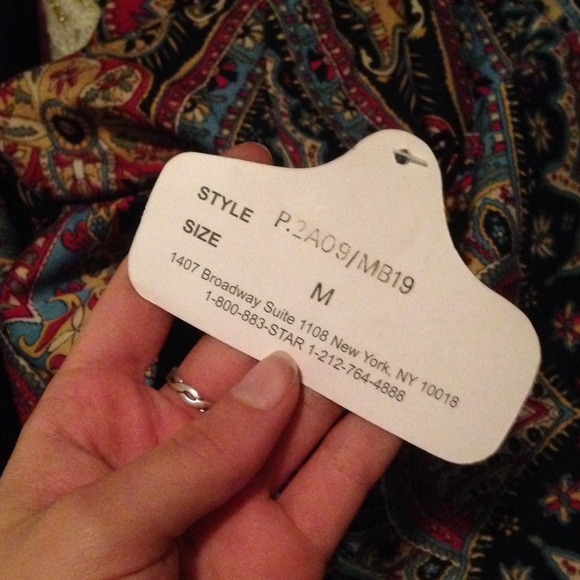 STYLE P.2A09/MB19
SIZE M
1407 Broadway Suite 1108 New York, NY 10018
1-800-883-STAR 1-212-764-4888